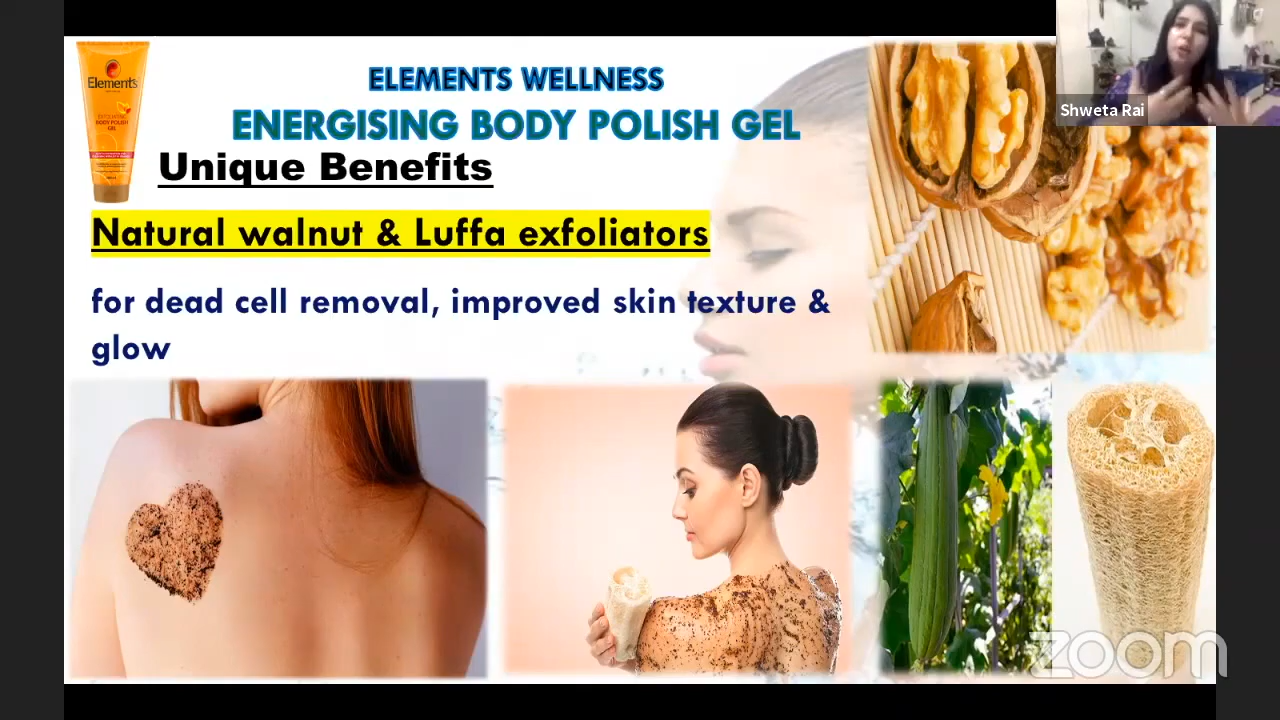 ELEMENTS WELLNESS
ENERGISING BODY POLISH GEL
Unique Benefits
Natural walnut & Luffa exfoliators
for dead cell removal, improved skin texture &
glow
Elements
BODY POLISH
GEL
Shweta Rai
zoom